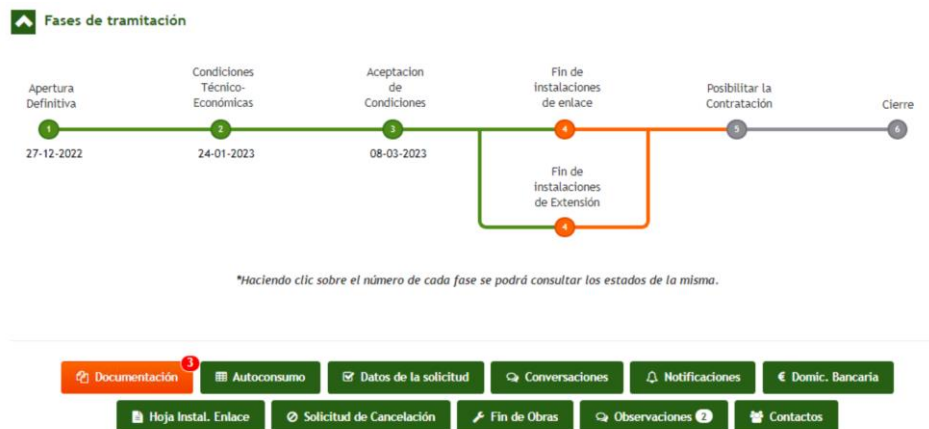 Fases de tramitación
Apertura
Definitiva
1
27-12-2022
Condiciones
Técnico-
Económicas
2
24-01-2023
Aceptacion
de
Condiciones
3
08-03-2023
Fin de
instalaciones
de enlace
4
Fin de
instalaciones
de Extensión
4
Posibilitar la
Contratación
5
Cierre
6
*Haciendo clic sobre el número de cada fase se podrá consultar los estados de la misma.
Documentación 3
Autoconsumo
Datos de la solicitud
Conversaciones
Notificaciones
€ Domic. Bancaria
Hoja Instal. Enlace
Solicitud de Cancelación
Fin de Obras
Observaciones 2
Contactos